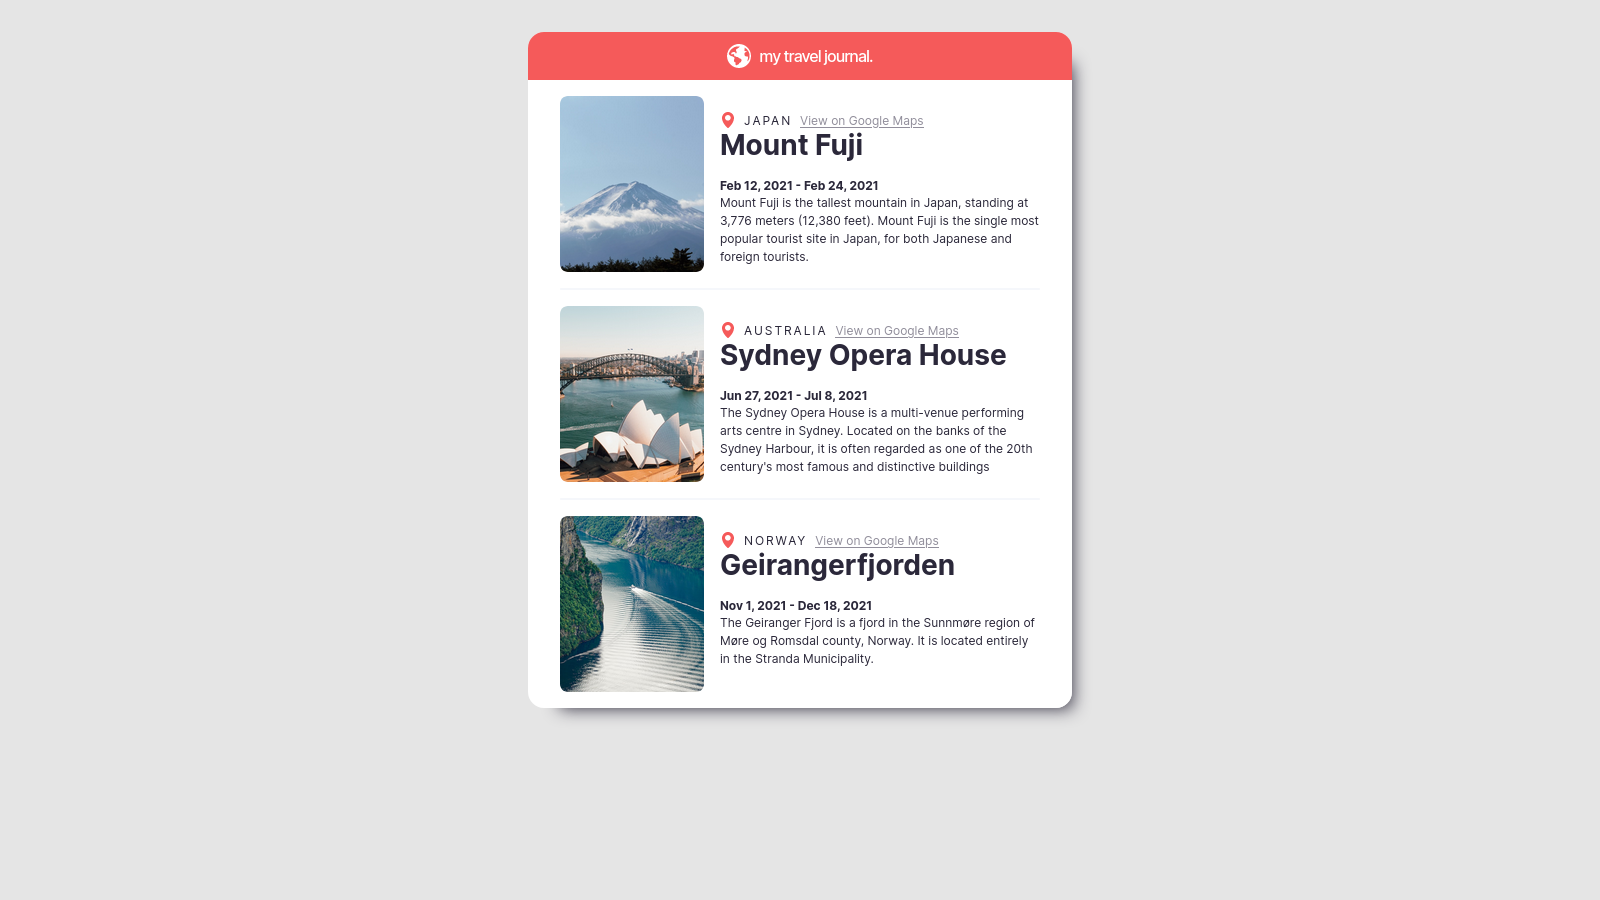 my travel journal.
JAPAN View on Google Maps
Mount Fuji
Feb 12, 2021 - Feb 24, 2021
Mount Fuji is the tallest mountain in Japan, standing at
3,776 meters (12,380 feet). Mount Fuji is the single most
popular tourist site in Japan, for both Japanese and
foreign tourists.
AUSTRALIA View on Google Maps
Sydney Opera House
Jun 27, 2021 - Jul 8, 2021
The Sydney Opera House is a multi-venue performing
arts centre in Sydney. Located on the banks of the
Sydney Harbour, it is often regarded as one of the 20th
century's most famous and distinctive buildings
NORWAY View on Google Maps
Geirangerfjorden
Nov 1, 2021 - Dec 18, 2021
The Geiranger Fjord is a fjord in the Sunnmøre region of
Møre og Romsdal county, Norway. It is located entirely
in the Stranda Municipality.